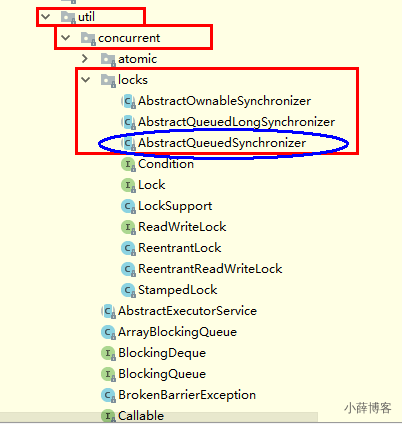 util
concurrent
atomic
locks
AbstractOwnableSynchronizer
AbstractQueuedLongSynchronizer
AbstractQueuedSynchronizer
Condition
Lock
LockSupport
ReadWriteLock
ReentrantLock
ReentrantReadWriteLock
StampedLock
AbstractExecutorService
ArrayBlockingQueue
BlockingDeque
BlockingQueue
BrokenBarrierException
Callable
小薛博客